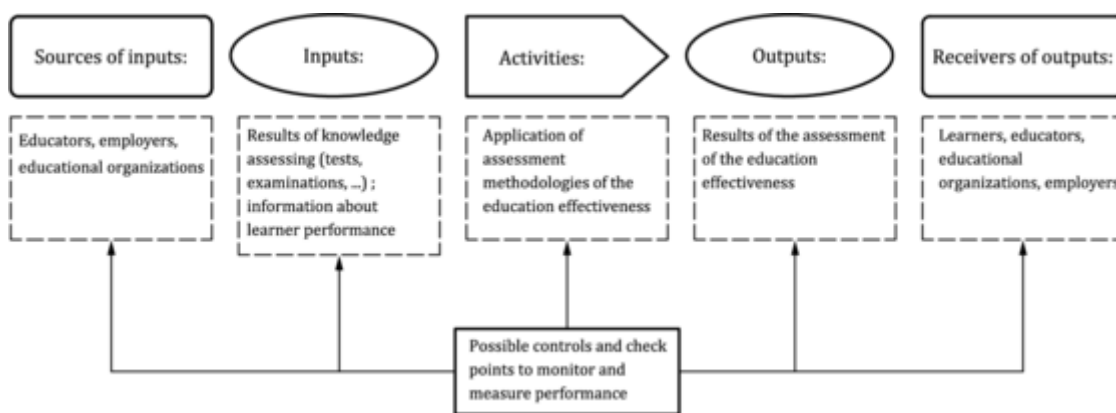 Sources of inputs:
Inputs:
Activities:
Outputs:
Receivers of outputs:
Educators, employers,
educational organizations
Results of knowledge
assessing (tests,
examinations, ...) ;
information about
learner performance
Application of
assessment
methodologies of the
education effectiveness
Results of the assessment
of the education
effectiveness
Learners, educators,
educational
organizations, employers
Possible controls and check
points to monitor and
measure performance